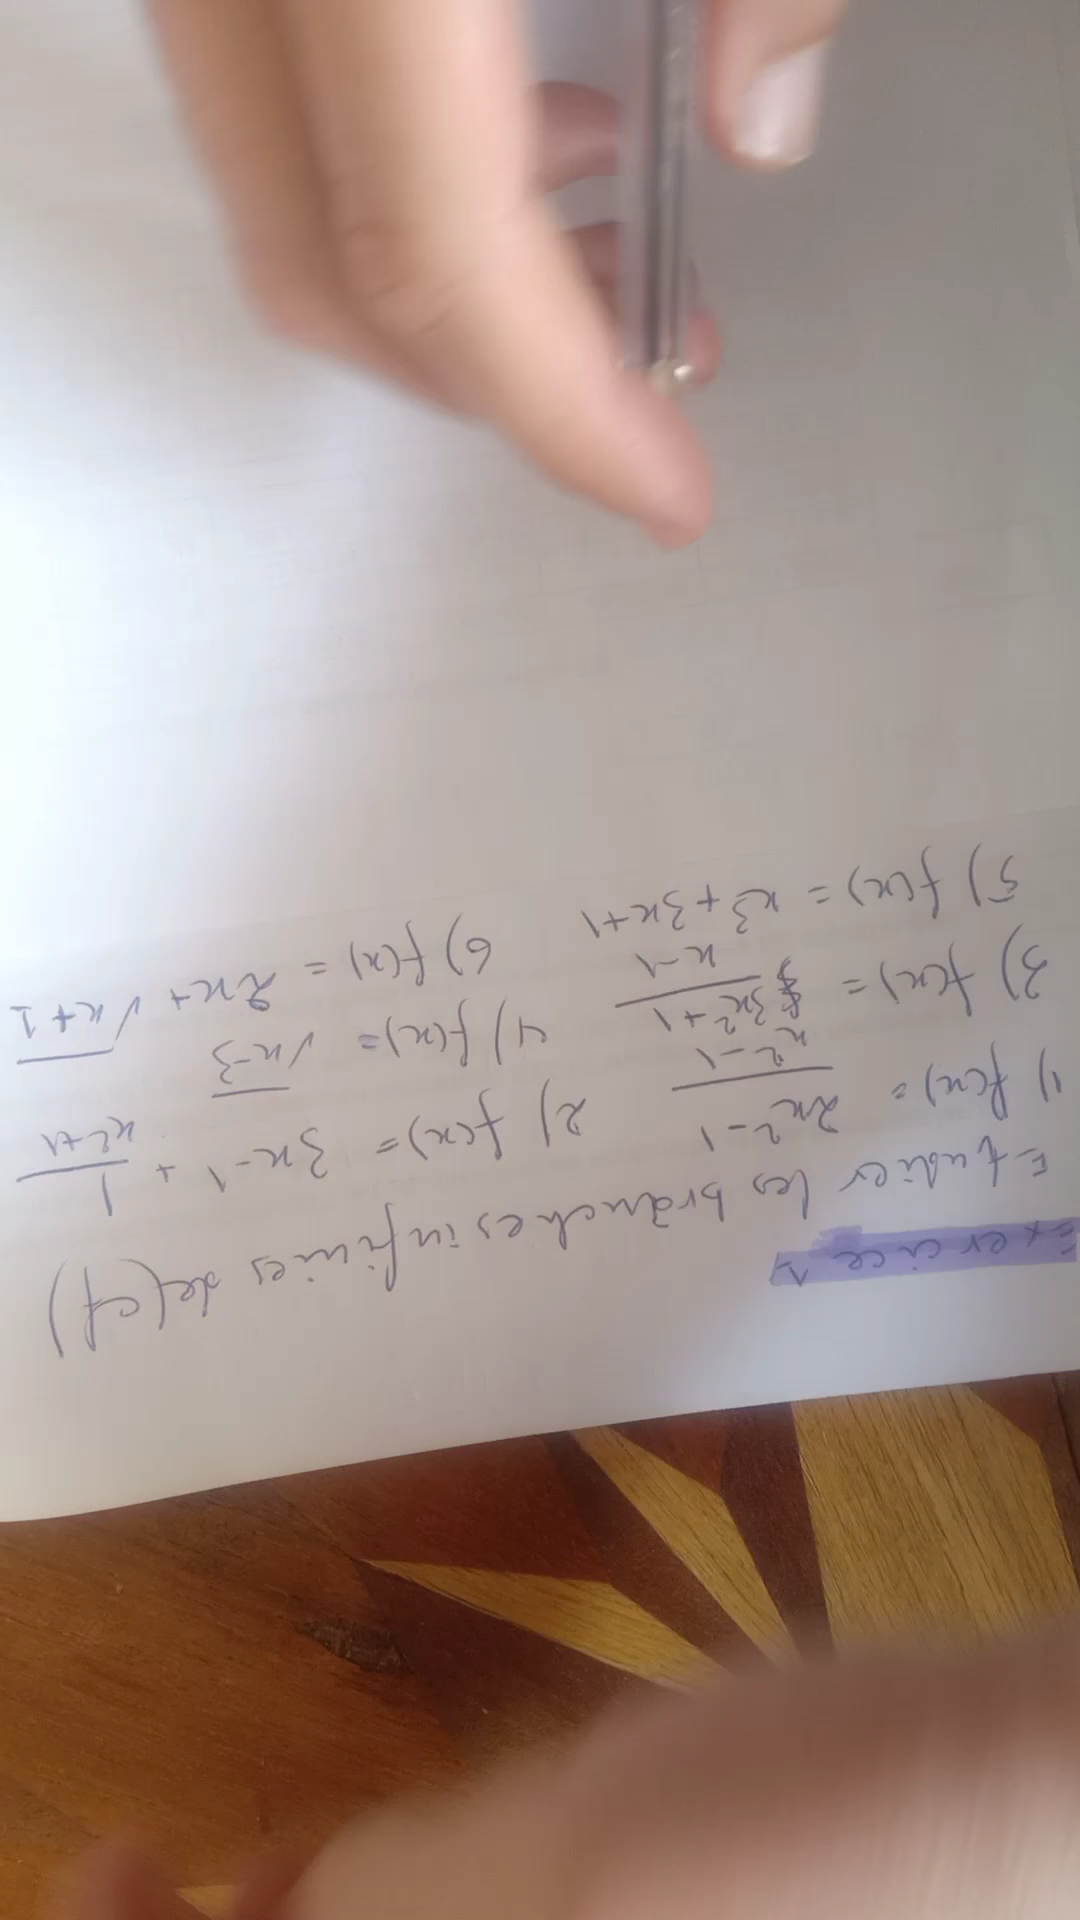 Exercice 1
Etudier les branches infinies de (Cf)
1) f(x) = (2x²-1)/(x²-1) 2) f(x) = 3x-1 + 1/(x²+1)
3) f(x) = (3x²+1)/(x-1) 4) f(x) = √(x-3)
5) f(x) = x³+3x+1 6) f(x) = 2x+√(x+1)